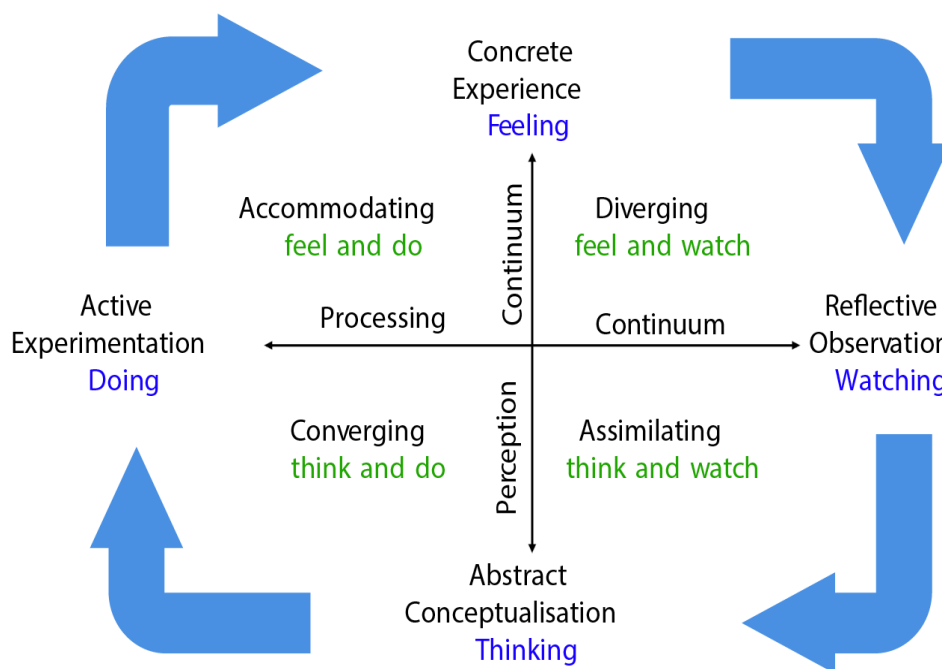 Concrete
Experience
Feeling
Accommodating
feel and do
Diverging
feel and watch
Continuum
Active
Experimentation
Doing
Processing
Continuum
Reflective
Observation
Watching
Converging
think and do
Perception
Assimilating
think and watch
Abstract
Conceptualisation
Thinking